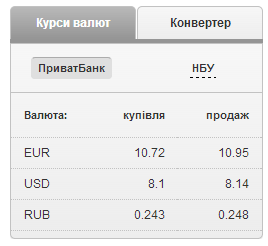 Курси валют Конвертер
ПриватБанк НБУ
Валюта: купівля продаж
EUR 10.72 10.95
USD 8.1 8.14
RUB 0.243 0.248